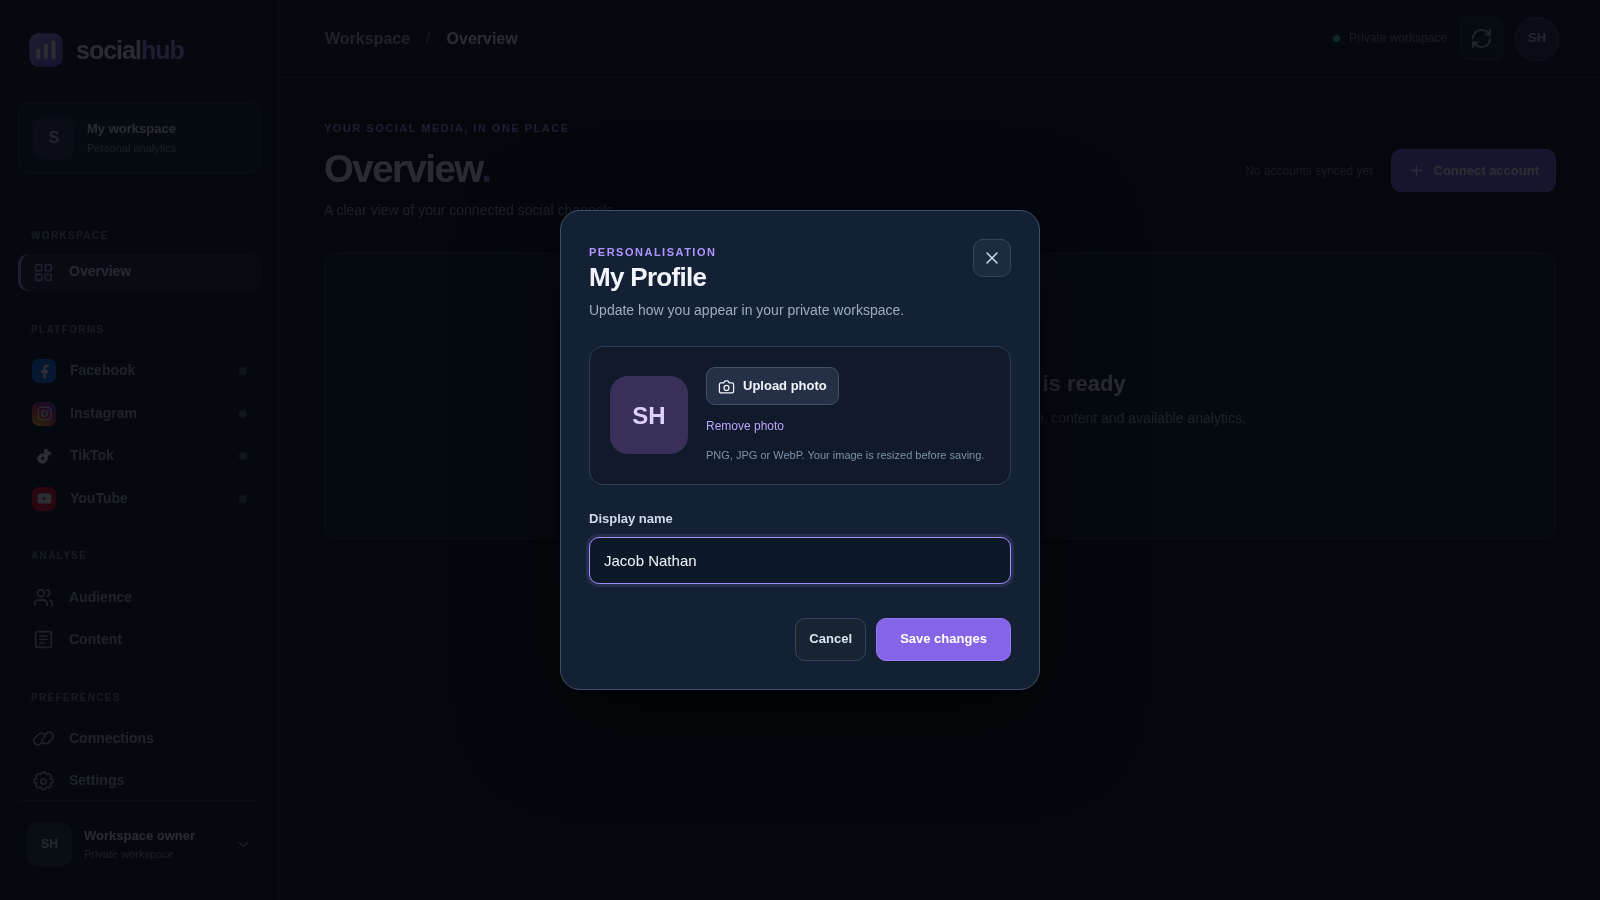 socialhub
Workspace / Overview
Private workspace
SH
S
My workspace
Personal analytics
YOUR SOCIAL MEDIA, IN ONE PLACE
Overview.
A clear view of your connected social channels.
No accounts synced yet
Connect account
WORKSPACE
Overview
PLATFORMS
Facebook
Instagram
TikTok
YouTube
ANALYSE
Audience
Content
PREFERENCES
Connections
Settings
SH
Workspace owner
Private workspace
is ready
, content and available analytics.
PERSONALISATION
My Profile
Update how you appear in your private workspace.
SH
Upload photo
Remove photo
PNG, JPG or WebP. Your image is resized before saving.
Display name
Jacob Nathan
Cancel
Save changes